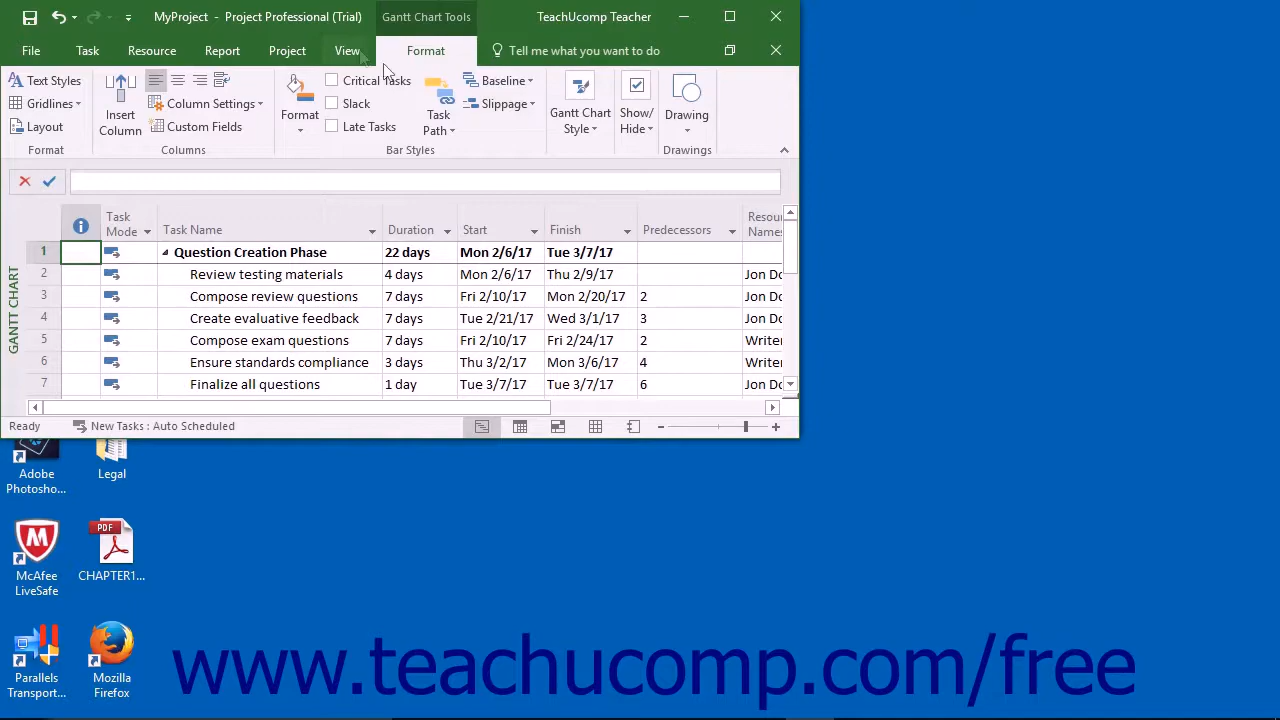 MyProject - Project Professional (Trial)
Gantt Chart Tools
TeachUcomp Teacher
File Task Resource Report Project View Format Tell me what you want to do
Text Styles
Gridlines
Layout
Format
Insert Column
Column Settings
Custom Fields
Columns
Format
Critical Tasks
Slack
Late Tasks
Task Path
Baseline
Slippage
Bar Styles
Gantt Chart Style
Show/ Hide
Drawing
Drawings
GANTT CHART
Task Mode Task Name Duration Start Finish Predecessors Resou Names
1 Question Creation Phase 22 days Mon 2/6/17 Tue 3/7/17
2 Review testing materials 4 days Mon 2/6/17 Thu 2/9/17 Jon Do
3 Compose review questions 7 days Fri 2/10/17 Mon 2/20/17 2 Jon Do
4 Create evaluative feedback 7 days Tue 2/21/17 Wed 3/1/17 3 Jon Do
5 Compose exam questions 7 days Fri 2/10/17 Fri 2/24/17 2 Writer
6 Ensure standards compliance 3 days Thu 3/2/17 Mon 3/6/17 4 Writer
7 Finalize all questions 1 day Tue 3/7/17 Tue 3/7/17 6 Jon Do
Ready New Tasks : Auto Scheduled
Adobe Photosho...
Legal
McAfee LiveSafe
PDF
CHAPTER1...
Parallels Transport...
Mozilla Firefox
www.teachucomp.com/free